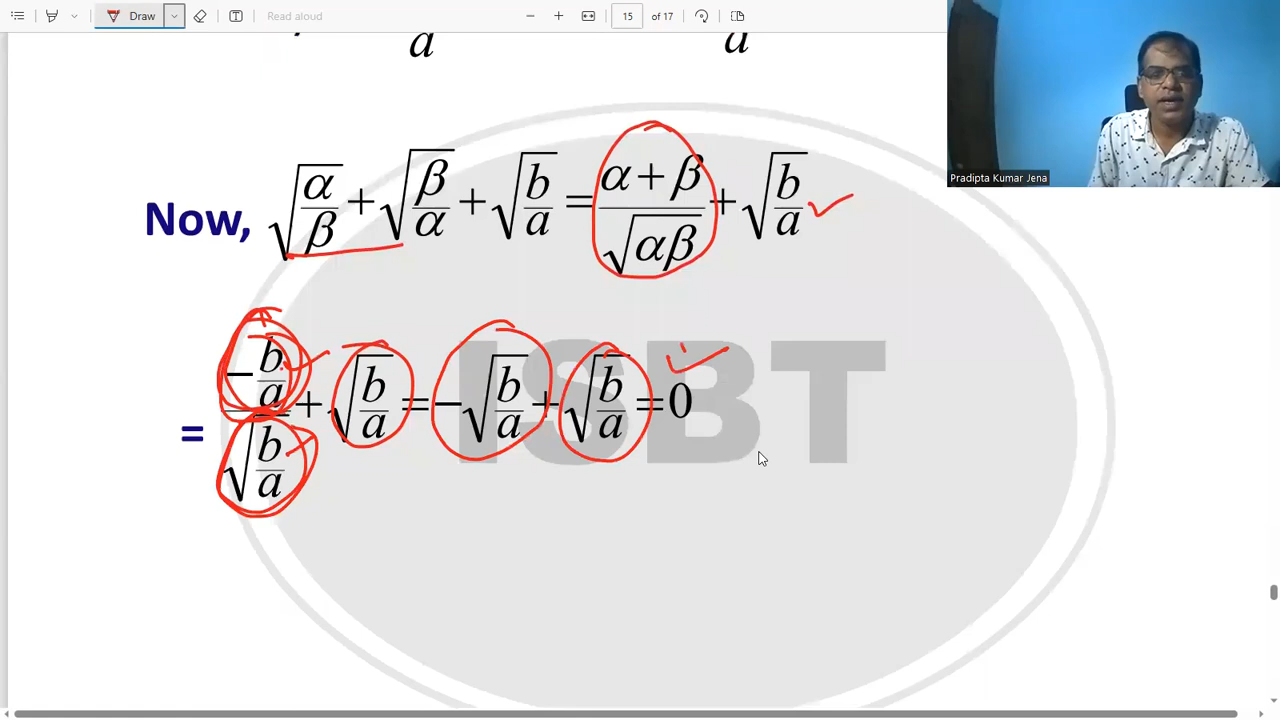 Draw
Read aloud
15 of 17
a a
Now, √(α/β) + √(β/α) + √(b/a) = (α + β)/√(αβ) + √(b/a)
= (−b/a)/√(b/a) + √(b/a) = −√(b/a) + √(b/a) = 0
ISBT
Pradipta Kumar Jena